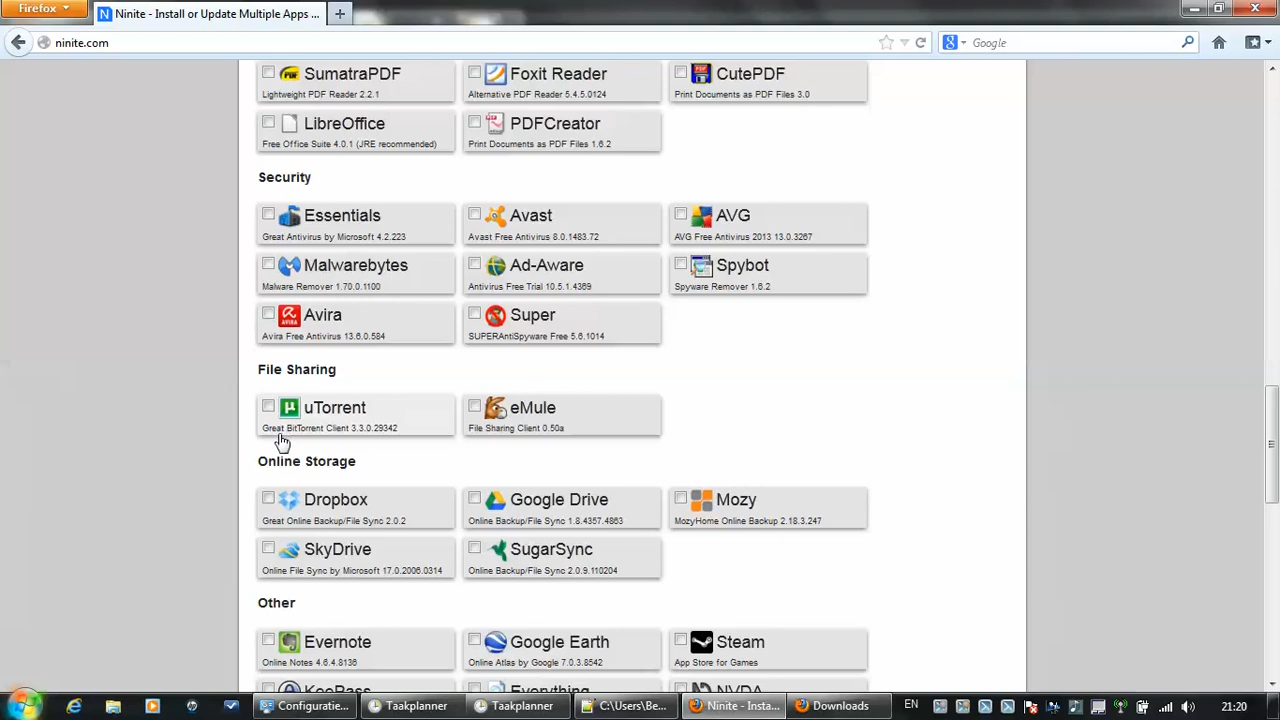 Firefox
Ninite - Install or Update Multiple Apps ...
ninite.com
Google
SumatraPDF
Lightweight PDF Reader 2.2.1
Foxit Reader
Alternative PDF Reader 5.4.5.0124
CutePDF
Print Documents as PDF Files 3.0
LibreOffice
Free Office Suite 4.0.1 (JRE recommended)
PDFCreator
Print Documents as PDF Files 1.6.2
Security
Essentials
Great Antivirus by Microsoft 4.2.223
Avast
Avast Free Antivirus 8.0.1483.72
AVG
AVG Free Antivirus 2013 13.0.3267
Malwarebytes
Malware Remover 1.70.0.1100
Ad-Aware
Antivirus Free Trial 10.5.1.4369
Spybot
Spyware Remover 1.6.2
Avira
Avira Free Antivirus 13.6.0.584
Super
SUPERAntiSpyware Free 5.6.1014
File Sharing
uTorrent
Great BitTorrent Client 3.3.0.29342
eMule
File Sharing Client 0.50a
Online Storage
Dropbox
Great Online Backup/File Sync 2.0.2
Google Drive
Online Backup/File Sync 1.8.4357.4863
Mozy
MozyHome Online Backup 2.18.3.247
SkyDrive
Online File Sync by Microsoft 17.0.2006.0314
SugarSync
Online Backup/File Sync 2.0.9.110204
Other
Evernote
Online Notes 4.6.4.8136
Google Earth
Online Atlas by Google 7.0.3.8542
Steam
App Store for Games
KeePass
Everything
NVDA
Configuratie...
Taakplanner
Taakplanner
C:\Users\Be...
Ninite - Insta...
Downloads
EN
21:20